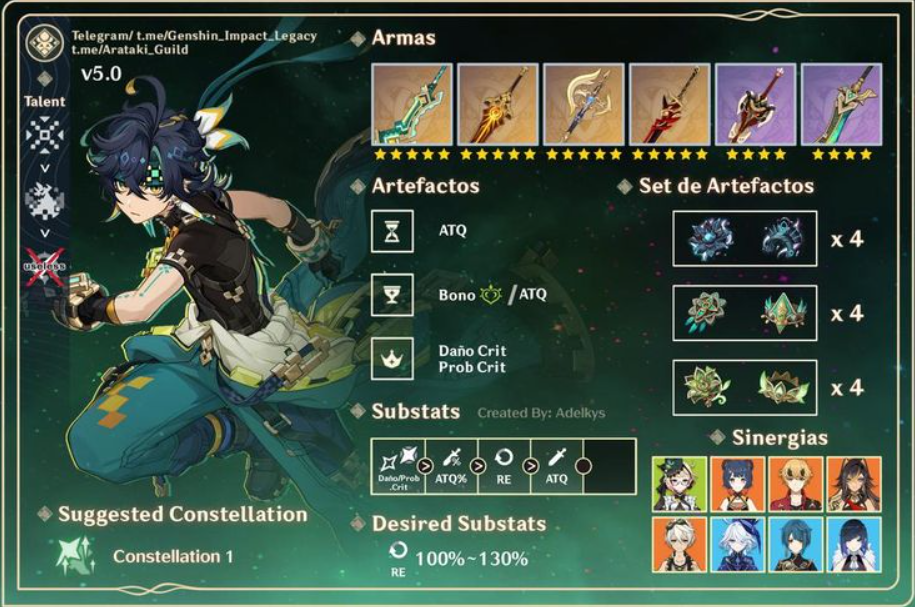 Telegram/ t.me/Genshin_Impact_Legacy
t.me/Arataki_Guild
v5.0
Talent
useless
Armas
Artefactos
ATQ
Bono / ATQ
Daño Crit
Prob Crit
Set de Artefactos
x 4
x 4
x 4
Substats
Created By: Adelkys
Daño/Prob
.Crit
ATQ%
RE
ATQ
Sinergias
Suggested Constellation
Constellation 1
Desired Substats
RE
100%~130%